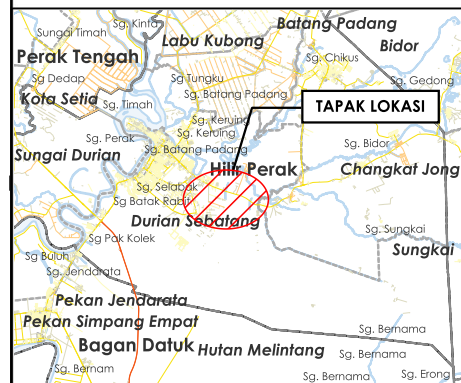 Sg. Kinta
Batang Padang
Sungai Timah
Labu Kubong
Bidor
Perak Tengah
Sg. Chikus
Sg Dedap
Sg Tungku
Sg. Gedong
Kota Setia
Sg. Timah
Sg. Batang Padang
TAPAK LOKASI
Sg. Keruing
Sg. Keruing
Sg. Perak
Sg. Batang Padang
Sg. Bidor
Sungai Durian
Hilir Perak
Changkat Jong
Sg. Selabak
Sg Batak Rabit
Durian Sebatang
Sg. Sungkai
Sg Pak Kolek
Sungkai
Sg Buluh
Sg. Jendarata
Pekan Jendarata
Pekan Simpang Empat
Sg. Bernama
Bagan Datuk
Hutan Melintang
Sg. Bernama
Sg. Bernam
Sg. Bernama
Sg. Erong